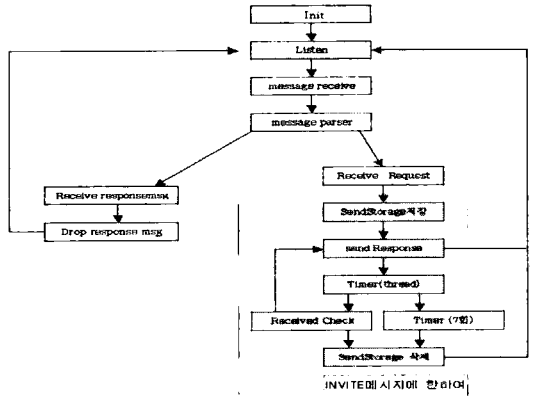 Init
Listen
message receive
message parser
Receive Request
Receive responsemsg
SendStorage저장
Drop response msg
send Response
Timer(thread)
Received Check
Timer (7회)
SendStorage 삭제
INVITE메시지에 한하여